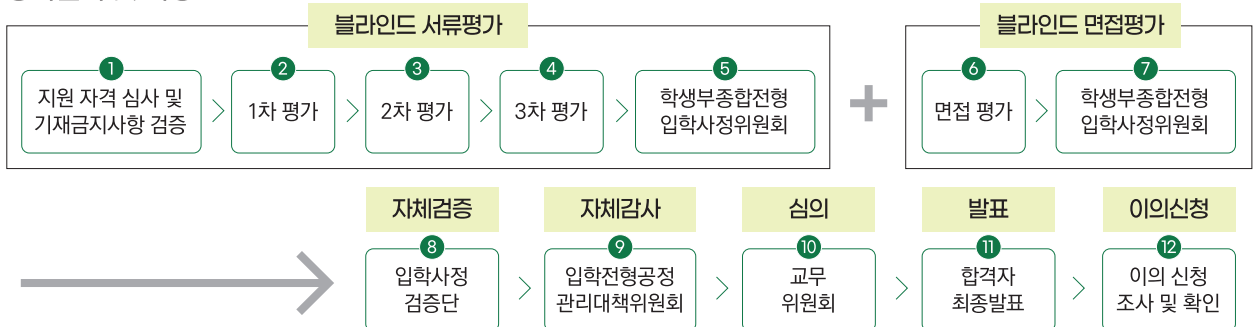 블라인드 서류평가
블라인드 면접평가
1
지원 자격 심사 및
기재금지사항 검증
2
1차 평가
3
2차 평가
4
3차 평가
5
학생부종합전형
입학사정위원회
+
6
면접 평가
7
학생부종합전형
입학사정위원회
자체검증
8
입학사정
검증단
자체감사
9
입학전형공정
관리대책위원회
심의
10
교무
위원회
발표
11
합격자
최종발표
이의신청
12
이의 신청
조사 및 확인